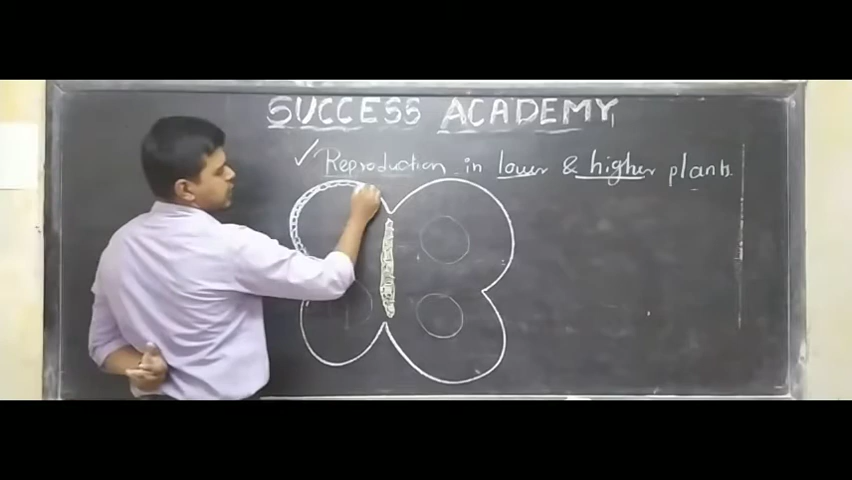 SUCCESS ACADEMY
✓ Reproduction in lower & higher plants.